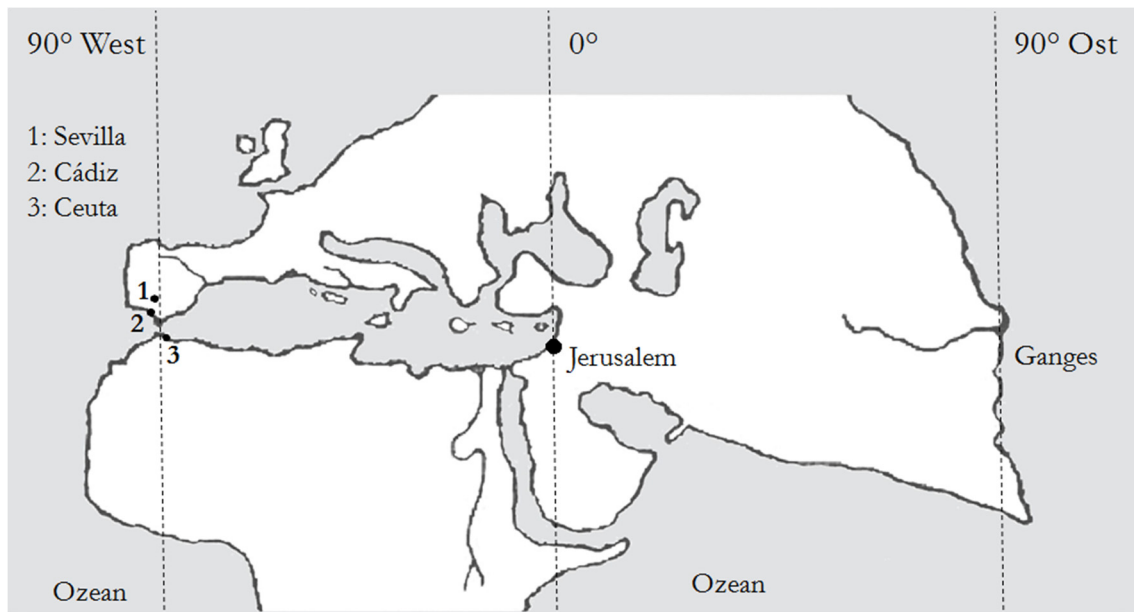 90° West
0°
90° Ost
1: Sevilla
2: Cádiz
3: Ceuta
1
2
3
Jerusalem
Ganges
Ozean
Ozean